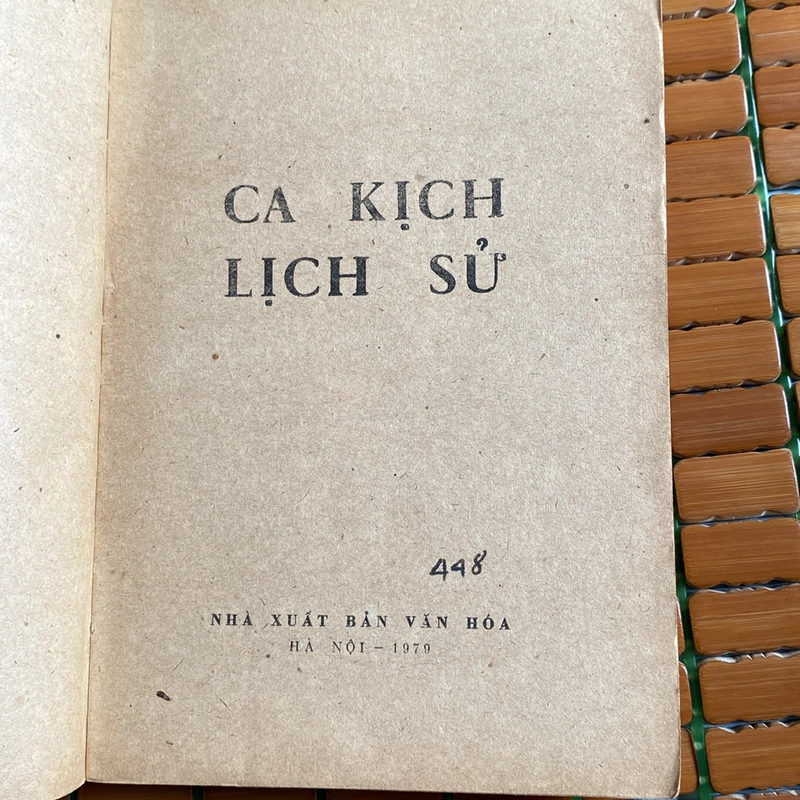 CA KỊCH
LỊCH SỬ
448
NHÀ XUẤT BẢN VĂN HÓA
HÀ NỘI – 1979